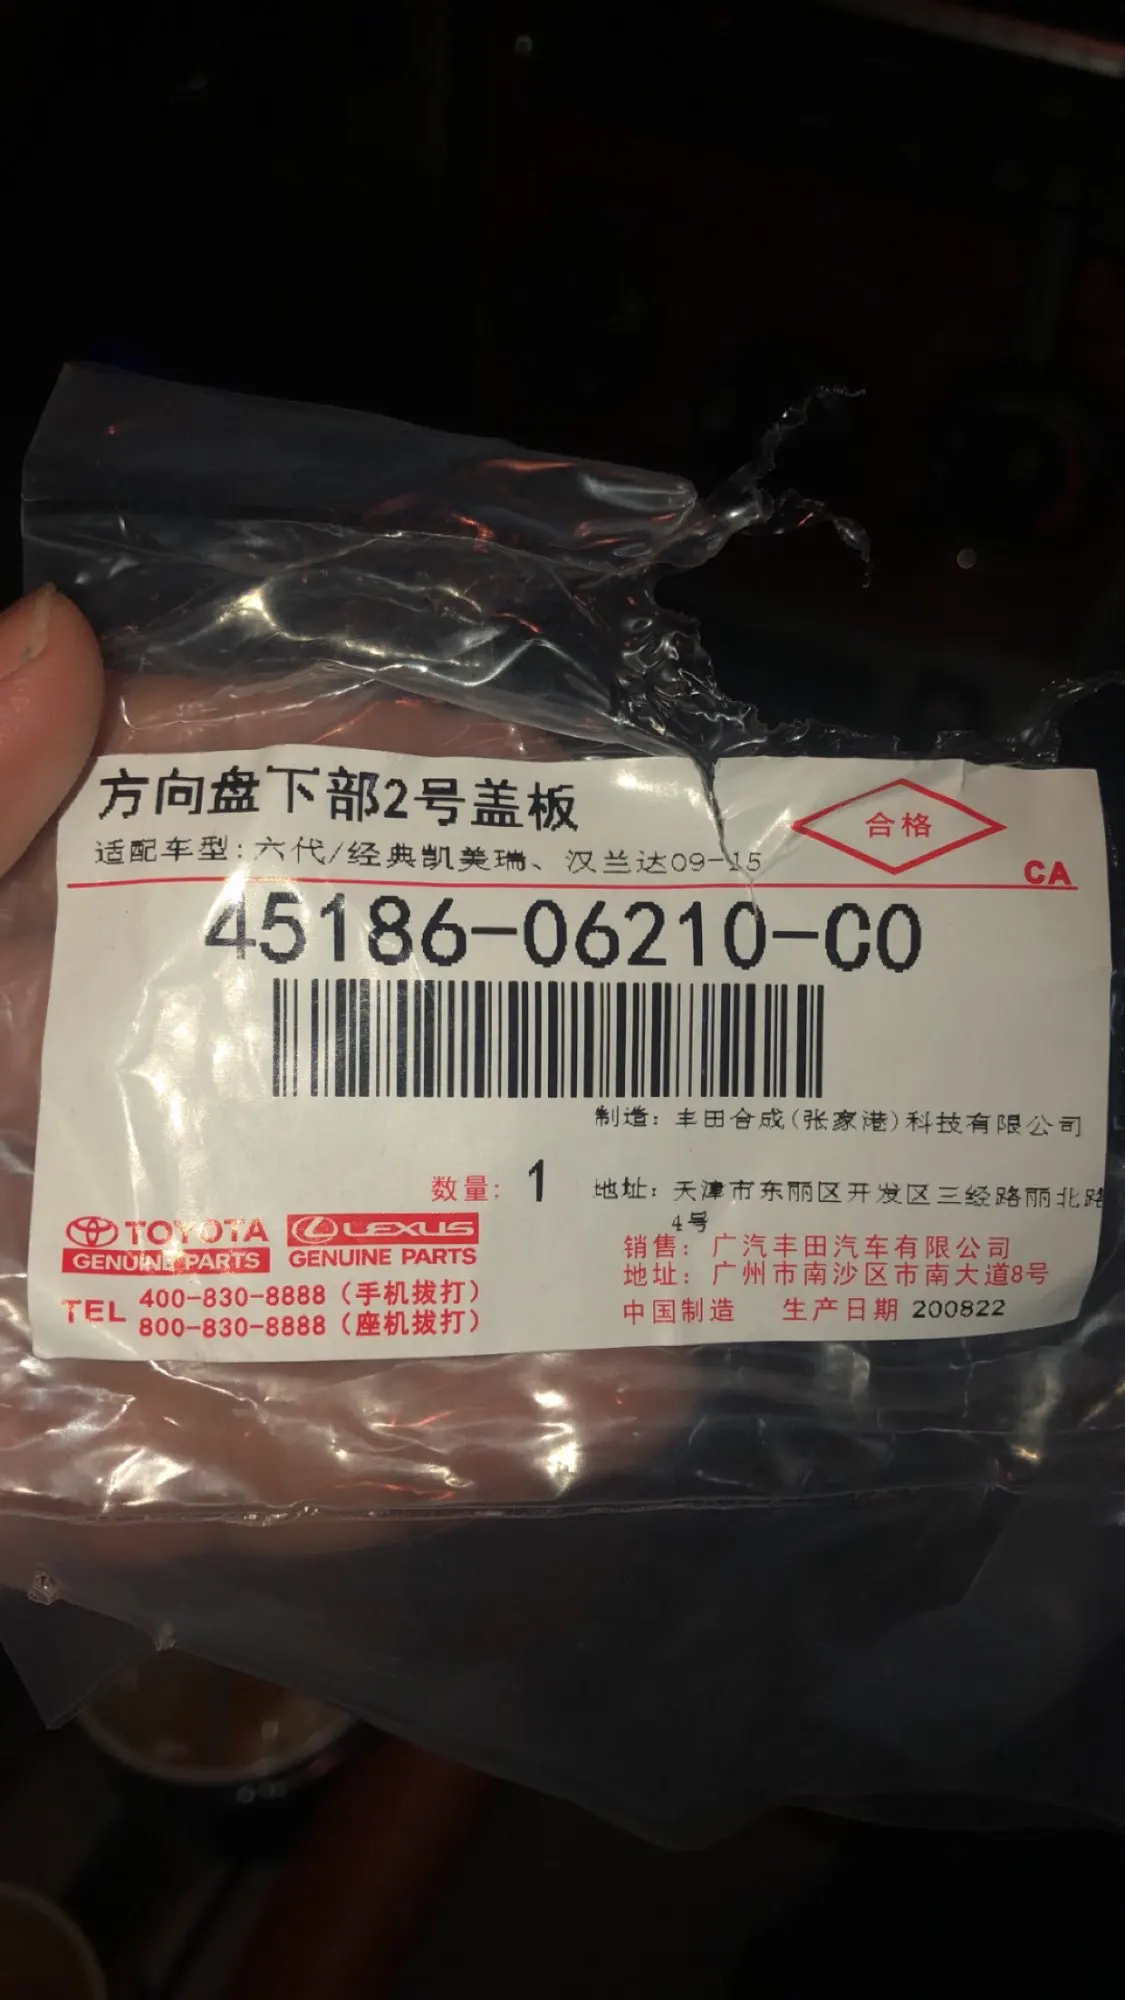 方向盘下部2号盖板
合格
适配车型:六代/经典凯美瑞、汉兰达09-15
CA
45186-06210-C0
制造: 丰田合成(张家港)科技有限公司
数量: 1
地址: 天津市东丽区开发区三经路丽北路
4号
TOYOTA
GENUINE PARTS
LEXUS
GENUINE PARTS
销售: 广汽丰田汽车有限公司
地址: 广州市南沙区市南大道8号
TEL 400-830-8888 (手机拔打)
800-830-8888 (座机拔打)
中国制造 生产日期 200822